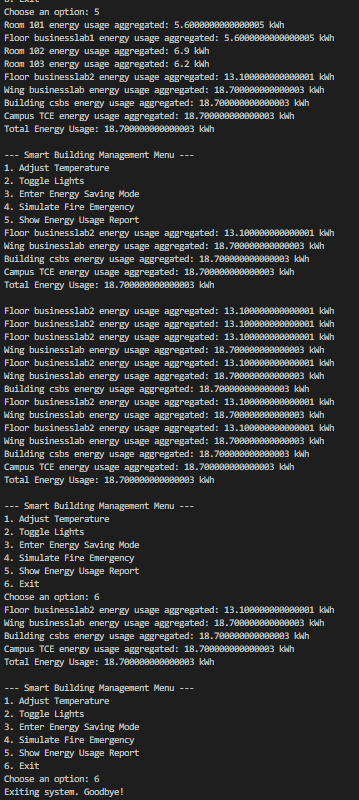 6. Exit
Choose an option: 5
Room 101 energy usage aggregated: 5.600000000000005 kWh
Floor businesslab1 energy usage aggregated: 5.600000000000005 kWh
Room 102 energy usage: 6.9 kWh
Room 103 energy usage: 6.2 kWh
Floor businesslab2 energy usage aggregated: 13.100000000000001 kWh
Wing businesslab energy usage aggregated: 18.700000000000003 kWh
Building csbs energy usage aggregated: 18.700000000000003 kWh
Campus TCE energy usage aggregated: 18.700000000000003 kWh
Total Energy Usage: 18.700000000000003 kWh

--- Smart Building Management Menu ---
1. Adjust Temperature
2. Toggle Lights
3. Enter Energy Saving Mode
4. Simulate Fire Emergency
5. Show Energy Usage Report
Floor businesslab2 energy usage aggregated: 13.100000000000001 kWh
Wing businesslab energy usage aggregated: 18.700000000000003 kWh
Building csbs energy usage aggregated: 18.700000000000003 kWh
Campus TCE energy usage aggregated: 18.700000000000003 kWh
Total Energy Usage: 18.700000000000003 kWh

Floor businesslab2 energy usage aggregated: 13.100000000000001 kWh
Floor businesslab2 energy usage aggregated: 13.100000000000001 kWh
Floor businesslab2 energy usage aggregated: 13.100000000000001 kWh
Wing businesslab energy usage aggregated: 18.700000000000003 kWh
Floor businesslab2 energy usage aggregated: 13.100000000000001 kWh
Wing businesslab energy usage aggregated: 18.700000000000003 kWh
Building csbs energy usage aggregated: 18.700000000000003 kWh
Floor businesslab2 energy usage aggregated: 13.100000000000001 kWh
Wing businesslab energy usage aggregated: 18.700000000000003 kWh
Floor businesslab2 energy usage aggregated: 13.100000000000001 kWh
Wing businesslab energy usage aggregated: 18.700000000000003 kWh
Building csbs energy usage aggregated: 18.700000000000003 kWh
Campus TCE energy usage aggregated: 18.700000000000003 kWh
Total Energy Usage: 18.700000000000003 kWh

--- Smart Building Management Menu ---
1. Adjust Temperature
2. Toggle Lights
3. Enter Energy Saving Mode
4. Simulate Fire Emergency
5. Show Energy Usage Report
6. Exit
Choose an option: 6
Floor businesslab2 energy usage aggregated: 13.100000000000001 kWh
Wing businesslab energy usage aggregated: 18.700000000000003 kWh
Building csbs energy usage aggregated: 18.700000000000003 kWh
Campus TCE energy usage aggregated: 18.700000000000003 kWh
Total Energy Usage: 18.700000000000003 kWh

--- Smart Building Management Menu ---
1. Adjust Temperature
2. Toggle Lights
3. Enter Energy Saving Mode
4. Simulate Fire Emergency
5. Show Energy Usage Report
6. Exit
Choose an option: 6
Exiting system. Goodbye!